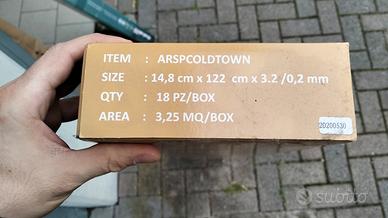 ITEM : ARSPCOLDTOWN
SIZE : 14,8 cm x 122 cm x 3.2 /0,2 mm
QTY : 18 PZ/BOX
AREA : 3,25 MQ/BOX
20200530
subito